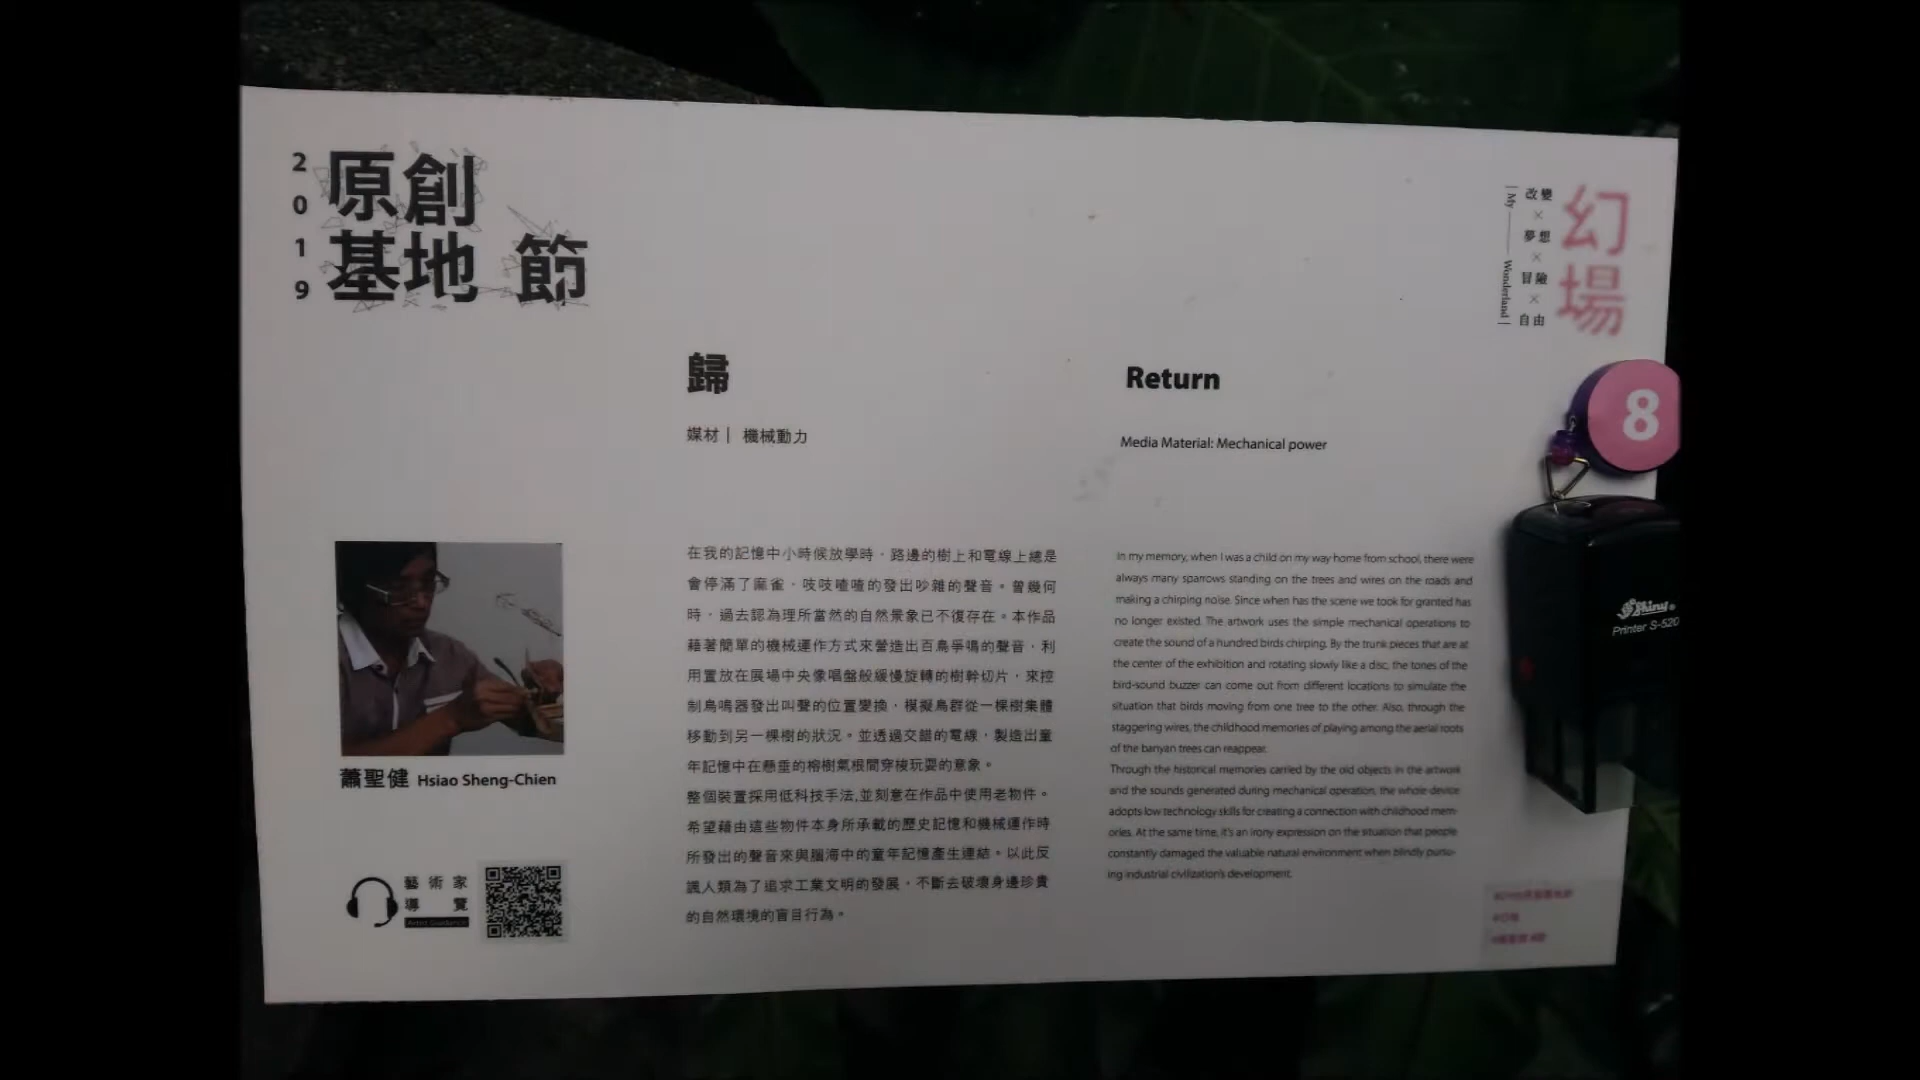 2019
原創
基地 節
幻場
改變
×
夢想
×
冒險
×
自由
My Wonderland
8
Shiny
Printer S-520
歸
媒材| 機械動力
在我的記憶中小時候放學時,路邊的樹上和電線上總是
會停滿了麻雀,吱吱喳喳的發出吵雜的聲音。曾幾何
時,過去認為理所當然的自然景象已不復存在。本作品
藉著簡單的機械運作方式來營造出百鳥爭鳴的聲音,利
用置放在展場中央像唱盤般緩慢旋轉的樹幹切片,來控
制鳥鳴器發出叫聲的位置變換,模擬鳥群從一棵樹集體
移動到另一棵樹的狀況。並透過交錯的電線,製造出童
年記憶中在懸垂的榕樹氣根間穿梭玩耍的意象。
整個裝置採用低科技手法,並刻意在作品中使用老物件。
希望藉由這些物件本身所承載的歷史記憶和機械運作時
所發出的聲音來與腦海中的童年記憶產生連結。以此反
諷人類為了追求工業文明的發展,不斷去破壞身邊珍貴
的自然環境的盲目行為。
Return
Media Material: Mechanical power
In my memory, when I was a child on my way home from school, there were
always many sparrows standing on the trees and wires on the roads and
making a chirping noise. Since when has the scene we took for granted has
no longer existed. The artwork uses the simple mechanical operations to
create the sound of a hundred birds chirping. By the trunk pieces that are at
the center of the exhibition and rotating slowly like a disc, the tones of the
bird-sound buzzer can come out from different locations to simulate the
situation that birds moving from one tree to the other. Also, through the
staggering wires, the childhood memories of playing among the aerial roots
of the banyan trees can reappear.
Through the historical memories carried by the old objects in the artwork
and the sounds generated during mechanical operation, the whole device
adopts low technology skills for creating a connection with childhood mem-
ories. At the same time, it's an irony expression on the situation that people
constantly damaged the valuable natural environment when blindly pursu-
ing industrial civilization's development.
蕭聖健 Hsiao Sheng-Chien
藝術家
導覽
Artist Guidance